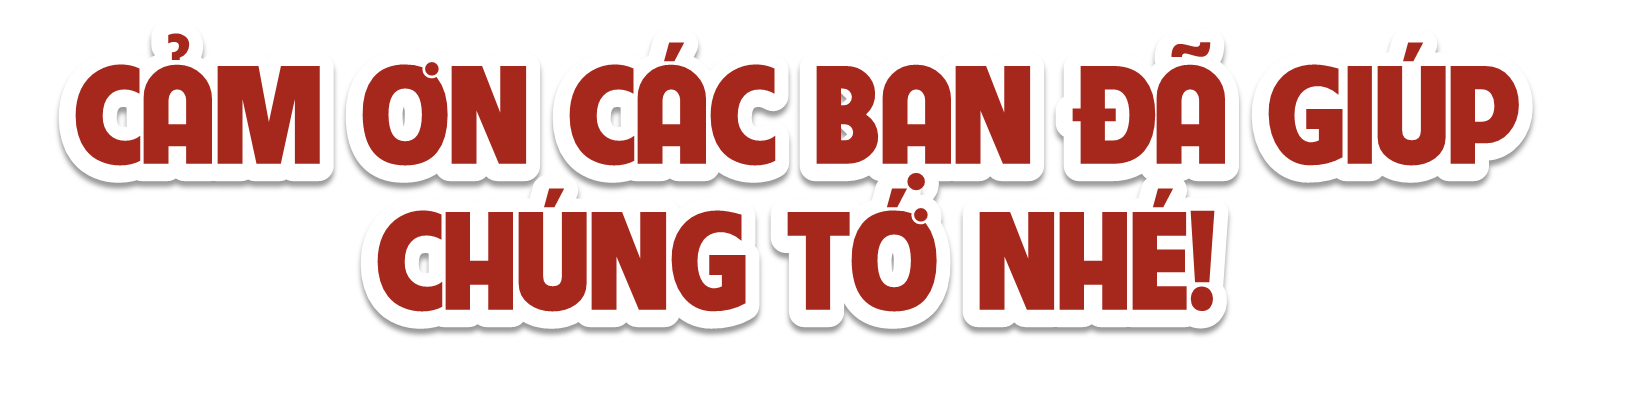 CẢM ƠN CÁC BẠN ĐÃ GIÚP
CHÚNG TỚ NHÉ!